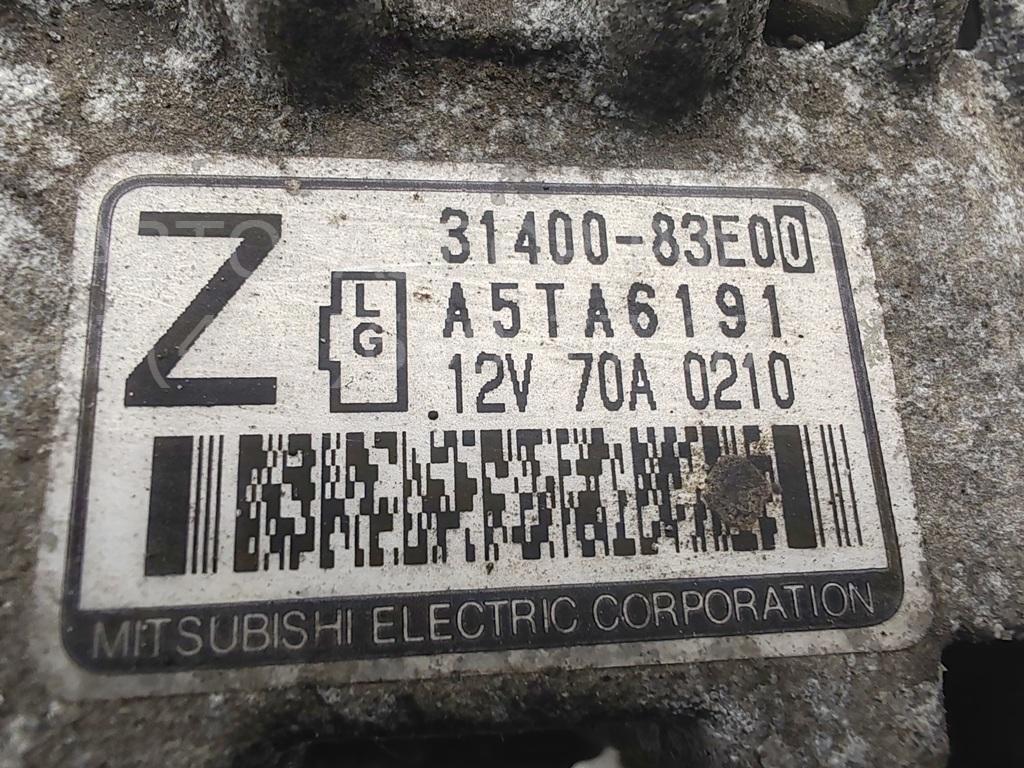 Z
31400-83E00
L
G
A5TA6191
12V 70A 0210
MITSUBISHI ELECTRIC CORPORATION